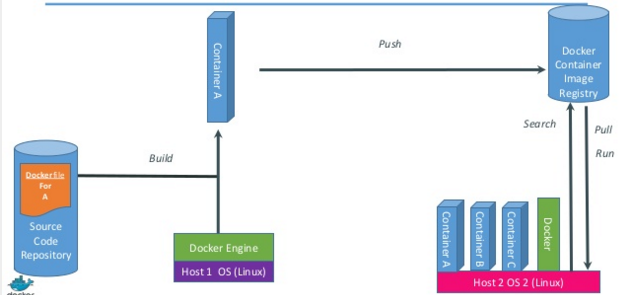 Push
Docker
Container
Image
Registry
Container A
Search
Pull
Run
Build
Dockerfile
For
A
Source
Code
Repository
Docker Engine
Host 1 OS (Linux)
Container A
Container B
Container C
Docker
Host 2 OS 2 (Linux)
docker